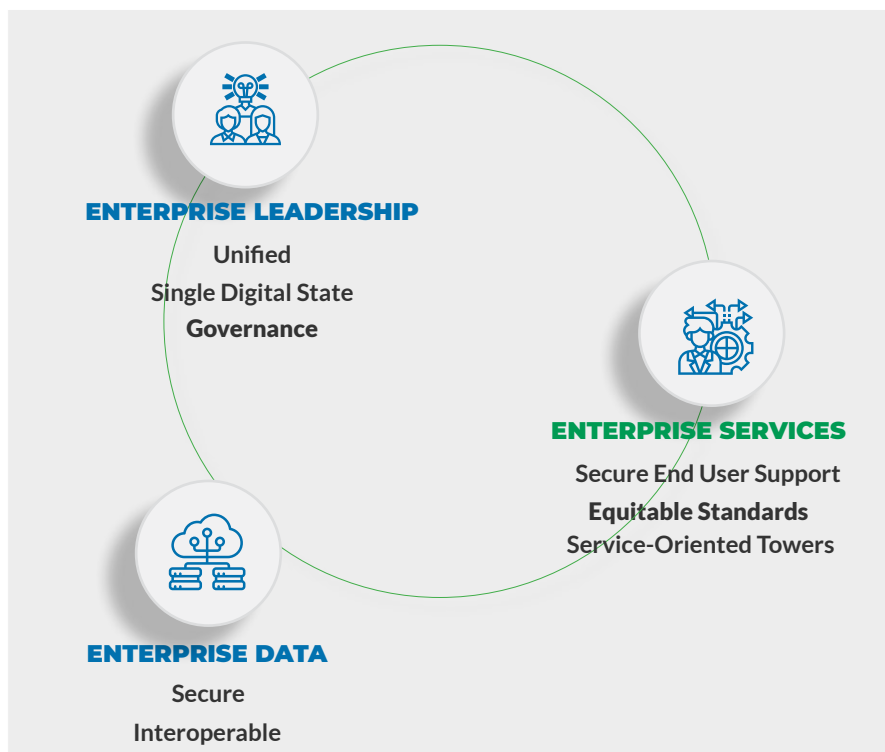 ENTERPRISE LEADERSHIP
Unified
Single Digital State
Governance
ENTERPRISE SERVICES
Secure End User Support
Equitable Standards
Service-Oriented Towers
ENTERPRISE DATA
Secure
Interoperable